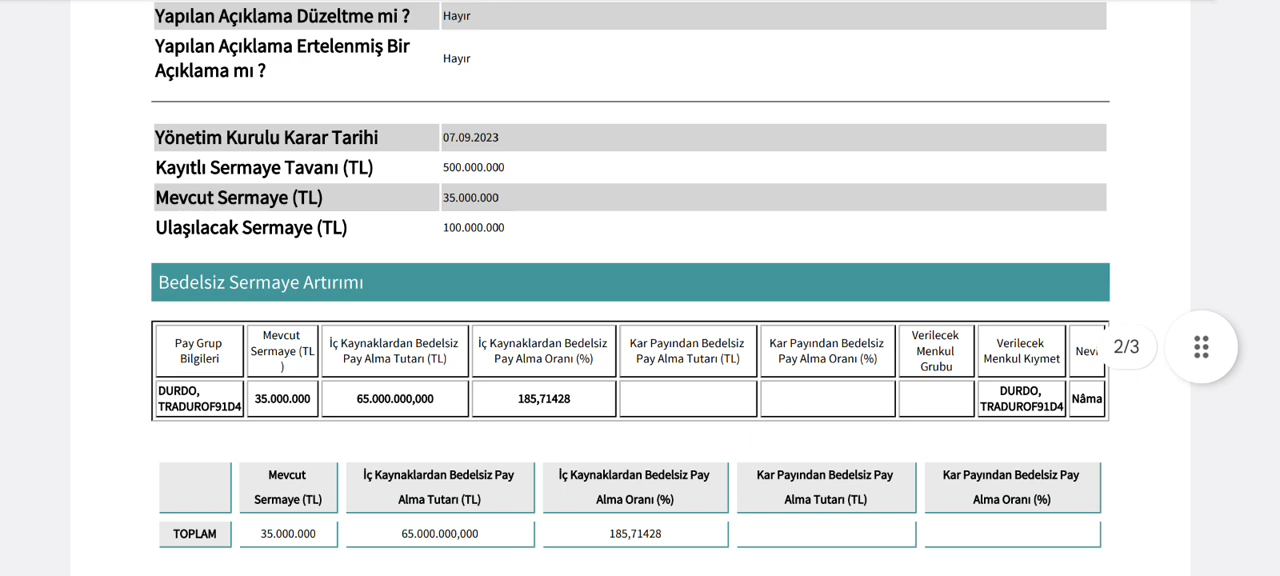 Yapılan Açıklama Düzeltme mi ?
Hayır
Yapılan Açıklama Ertelenmiş Bir
Açıklama mı ?
Hayır
Yönetim Kurulu Karar Tarihi
07.09.2023
Kayıtlı Sermaye Tavanı (TL)
500.000.000
Mevcut Sermaye (TL)
35.000.000
Ulaşılacak Sermaye (TL)
100.000.000
Bedelsiz Sermaye Artırımı
Pay Grup
Bilgileri
Mevcut
Sermaye (TL
)
İç Kaynaklardan Bedelsiz
Pay Alma Tutarı (TL)
İç Kaynaklardan Bedelsiz
Pay Alma Oranı (%)
Kar Payından Bedelsiz
Pay Alma Tutarı (TL)
Kar Payından Bedelsiz
Pay Alma Oranı (%)
Verilecek
Menkul
Grubu
Verilecek
Menkul Kıymet
2/3
DURDO,
TRADUROF91D4
35.000.000
65.000.000,000
185,71428
DURDO,
TRADUROF91D4
Nâma
Mevcut
Sermaye (TL)
İç Kaynaklardan Bedelsiz Pay
Alma Tutarı (TL)
İç Kaynaklardan Bedelsiz Pay
Alma Oranı (%)
Kar Payından Bedelsiz Pay
Alma Tutarı (TL)
Kar Payından Bedelsiz Pay
Alma Oranı (%)
TOPLAM
35.000.000
65.000.000,000
185,71428